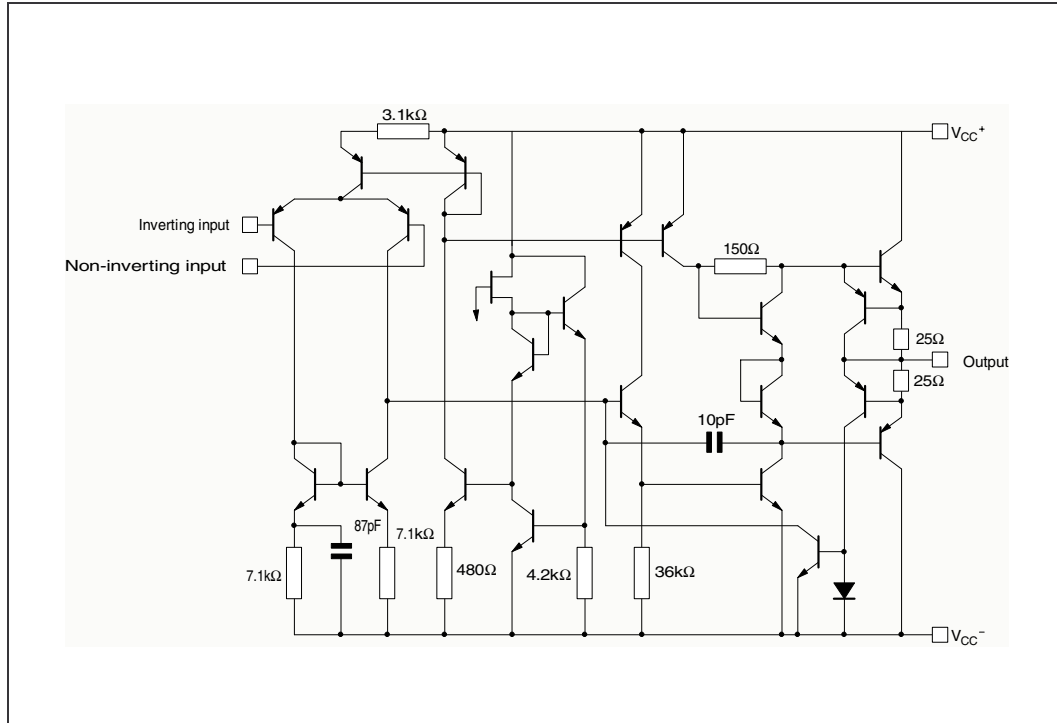 3.1kΩ
VCC+
Inverting input
150Ω
Non-inverting input
25Ω
Output
25Ω
10pF
87pF
7.1kΩ
7.1kΩ
480Ω
4.2kΩ
36kΩ
VCC−